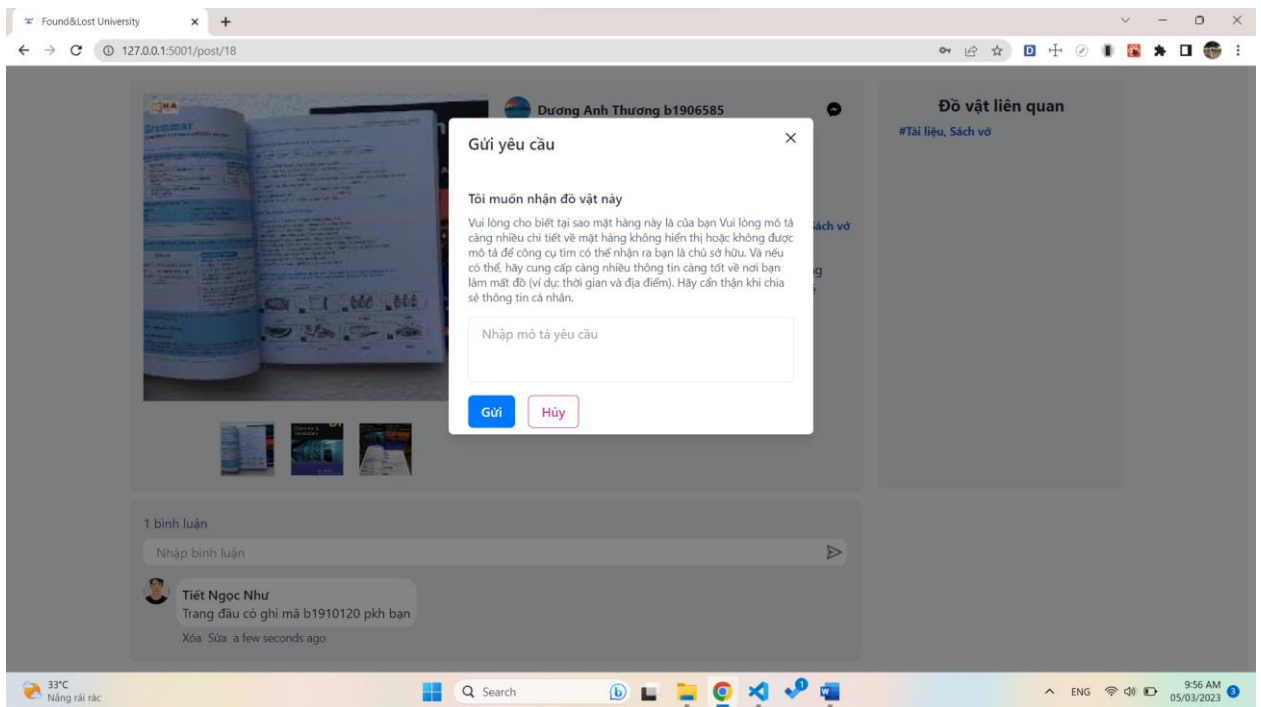 Found&Lost University
127.0.0.1:5001/post/18
Grammar
Dương Anh Thương b1906585
Đồ vật liên quan
#Tài liệu, Sách vở
Gửi yêu cầu
Tôi muốn nhận đồ vật này
Vui lòng cho biết tại sao mặt hàng này là của bạn Vui lòng mô tả
càng nhiều chi tiết về mặt hàng không hiển thị hoặc không được
mô tả để công cụ tìm có thể nhận ra bạn là chủ sở hữu. Và nếu
có thể, hãy cung cấp càng nhiều thông tin càng tốt về nơi bạn
làm mất đồ (ví dụ: thời gian và địa điểm). Hãy cẩn thận khi chia
sẻ thông tin cá nhân.
Sách vở
Nhập mô tả yêu cầu
Gửi
Hủy
1 bình luận
Nhập bình luận
Tiết Ngọc Như
Trang đầu có ghi mã b1910120 pkh bạn
Xóa Sửa a few seconds ago
33°C
Nắng rải rác
Search
ENG
9:56 AM
05/03/2023
3